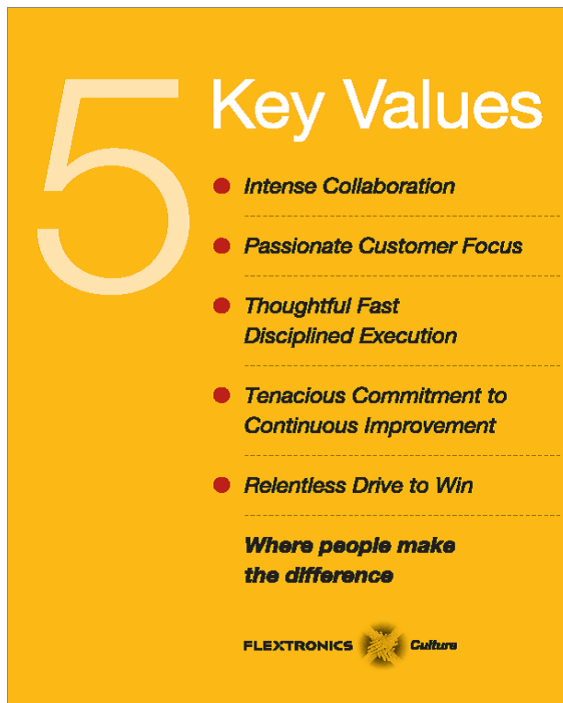 5 Key Values
Intense Collaboration
Passionate Customer Focus
Thoughtful Fast
Disciplined Execution
Tenacious Commitment to
Continuous Improvement
Relentless Drive to Win
Where people make
the difference
FLEXTRONICS Culture